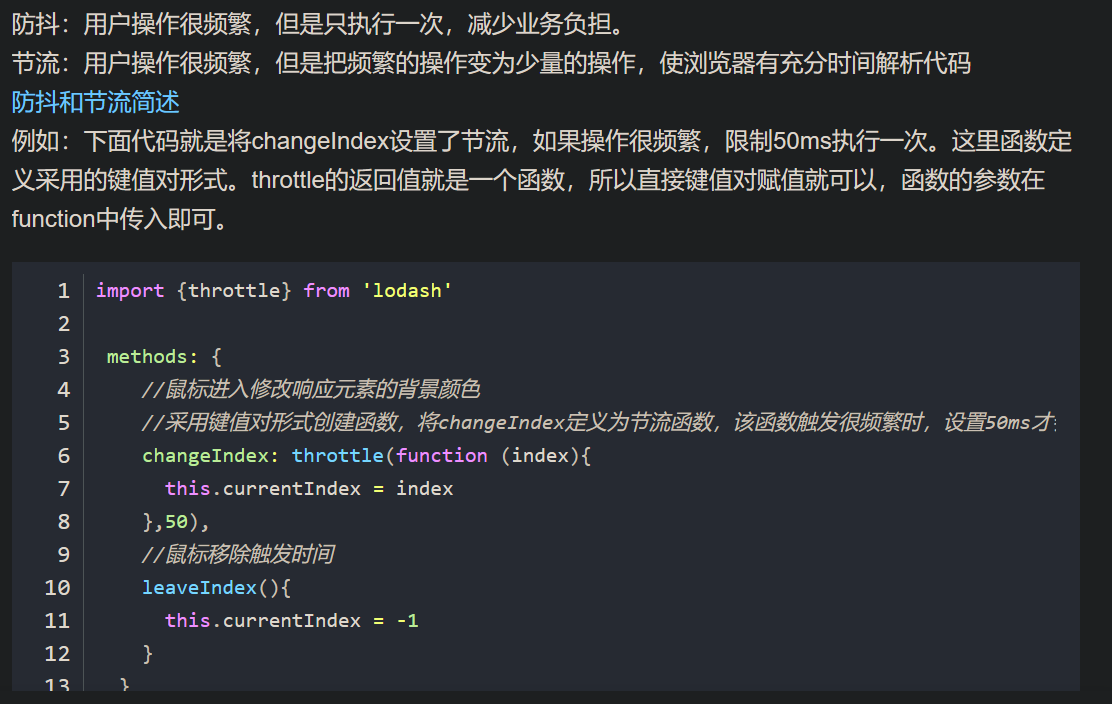 防抖：用户操作很频繁，但是只执行一次，减少业务负担。
节流：用户操作很频繁，但是把频繁的操作变为少量的操作，使浏览器有充分时间解析代码
防抖和节流简述
例如：下面代码就是将changeIndex设置了节流，如果操作很频繁，限制50ms执行一次。这里函数定
义采用的键值对形式。throttle的返回值就是一个函数，所以直接键值对赋值就可以，函数的参数在
function中传入即可。
1 import {throttle} from 'lodash'
2
3 methods: {
4 //鼠标进入修改响应元素的背景颜色
5 //采用键值对形式创建函数，将changeIndex定义为节流函数，该函数触发很频繁时，设置50ms才
6 changeIndex: throttle(function (index){
7 this.currentIndex = index
8 },50),
9 //鼠标移除触发时间
10 leaveIndex(){
11 this.currentIndex = -1
12 }
13 }